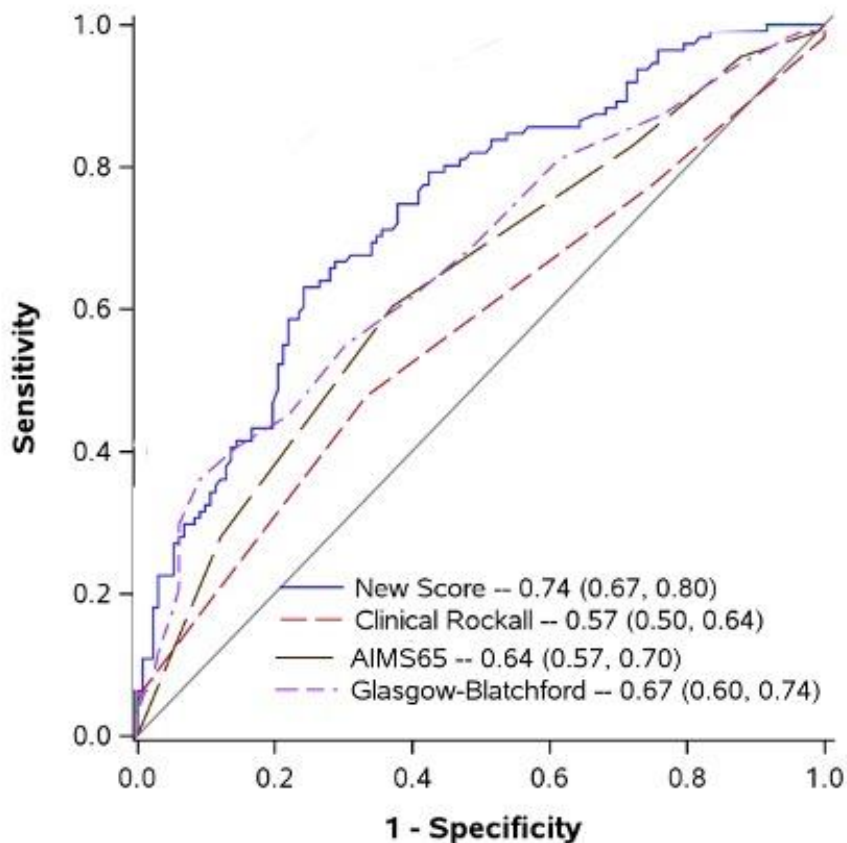 1.0
0.8
0.6
0.4
0.2
0.0
Sensitivity
New Score -- 0.74 (0.67, 0.80)
Clinical Rockall -- 0.57 (0.50, 0.64)
AIMS65 -- 0.64 (0.57, 0.70)
Glasgow-Blatchford -- 0.67 (0.60, 0.74)
0.0 0.2 0.4 0.6 0.8 1.0
1 - Specificity